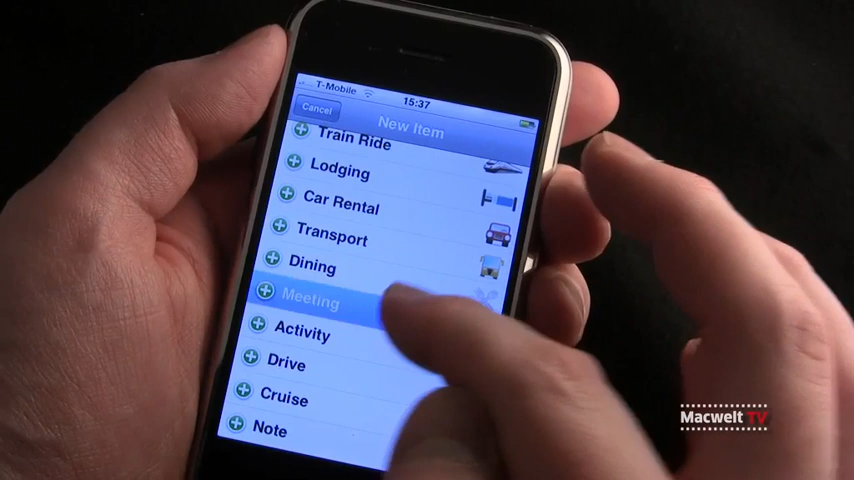 T-Mobile
15:37
Cancel
New Item
Train Ride
Lodging
Car Rental
Transport
Dining
Meeting
Activity
Drive
Cruise
Note
Macwelt TV